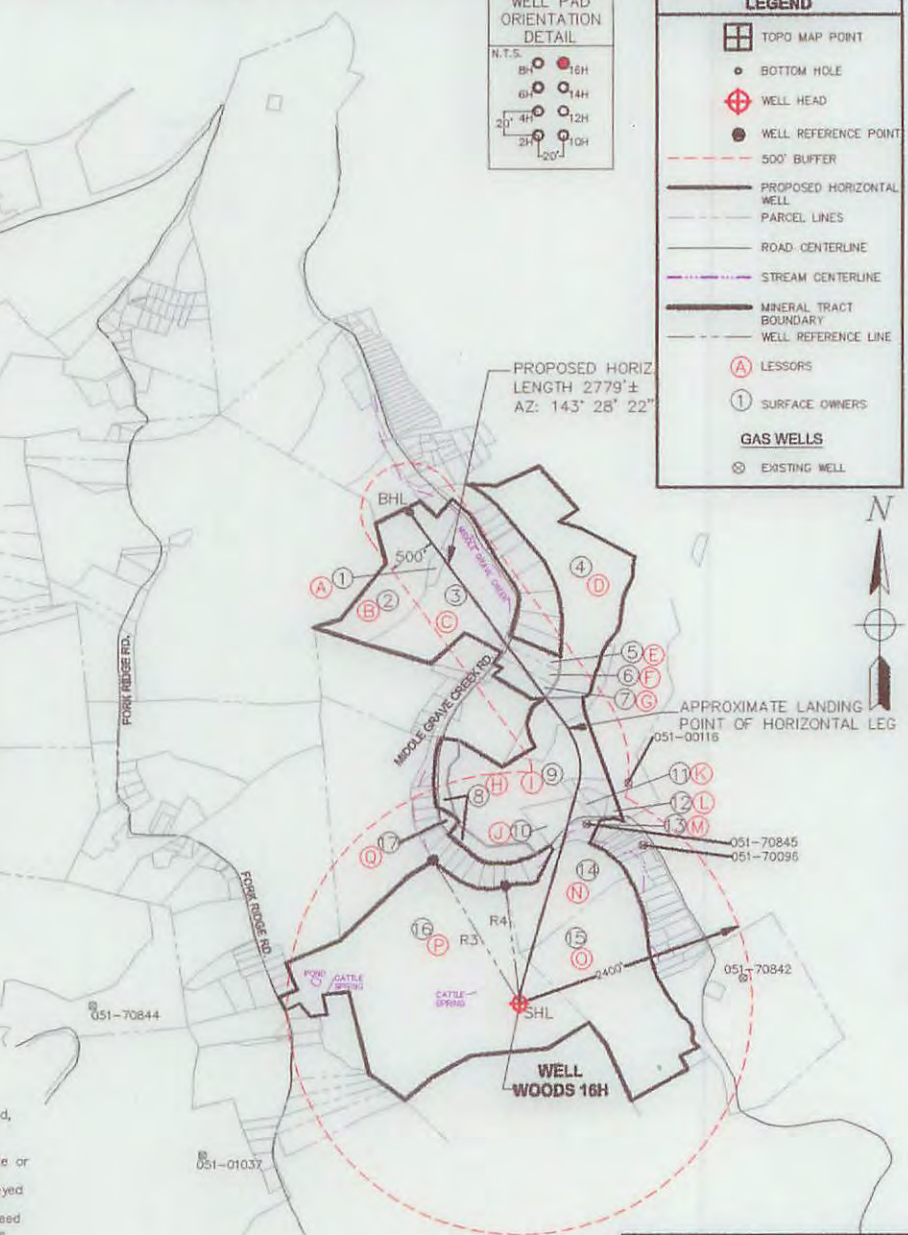 WELL PAD
ORIENTATION
DETAIL
N.T.S.
8H 16H
6H 14H
20' 4H 12H
2H 10H
20'
LEGEND
TOPO MAP POINT
BOTTOM HOLE
WELL HEAD
WELL REFERENCE POINT
500' BUFFER
PROPOSED HORIZONTAL
WELL
PARCEL LINES
ROAD CENTERLINE
STREAM CENTERLINE
MINERAL TRACT
BOUNDARY
WELL REFERENCE LINE
A LESSORS
1 SURFACE OWNERS
GAS WELLS
EXISTING WELL
N
PROPOSED HORIZ.
LENGTH 2779'±
AZ: 143° 28' 22"
BHL
500'
MIDDLE GRAVE CREEK
A 1
B 2
3
C
4
D
5 E
6 F
7 G
FORK RIDGE RD.
MIDDLE GRAVE CREEK RD.
APPROXIMATE LANDING
POINT OF HORIZONTAL LEG
051-00116
8 H I 9
11 K
12 L
J 10
13 M
Q 17
051-70845
051-70096
14
N
FORK RIDGE RD.
16
P
R3
R4
15
O
2400'
POND
CATTLE
SPRING
CATTLE
SPRING
051-70842
SHL
051-70844
WELL
WOODS 16H
051-01037
d,
e or
yed
eed